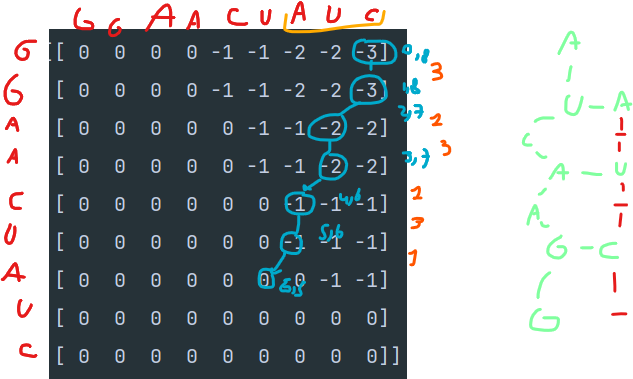 G G A A C U A U C
G [[ 0 0 0 0 -1 -1 -2 -2 -3] 0,8
3
G [ 0 0 0 0 -1 -1 -2 -2 -3] 1,8
A [ 0 0 0 0 0 -1 -1 -2 -2] 2,7
2
A [ 0 0 0 0 0 -1 -1 -2 -2] 3,7
3
C [ 0 0 0 0 0 0 -1 -1 -1] 4,6
2
U [ 0 0 0 0 0 0 -1 -1 -1] 5,6
3
A [ 0 0 0 0 0 0 0 -1 -1] 6,5
1
U [ 0 0 0 0 0 0 0 0 0]
C [ 0 0 0 0 0 0 0 0 0]]
A
U - A
C
A - U
A
G - C
G